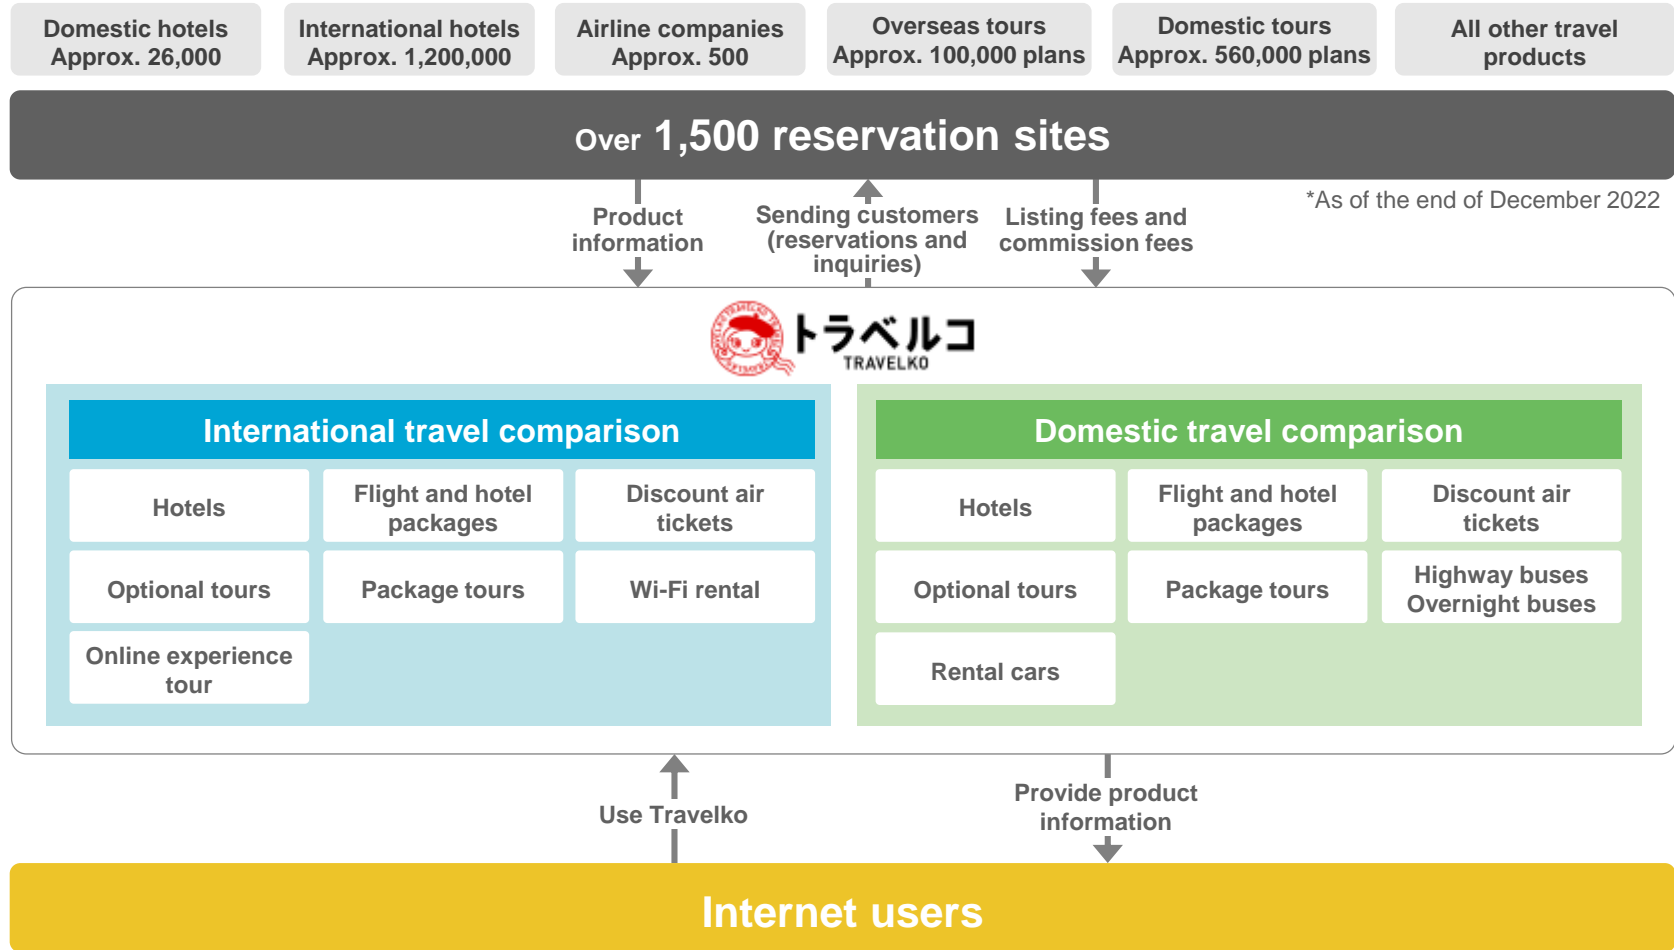 Domestic hotels
Approx. 26,000
International hotels
Approx. 1,200,000
Airline companies
Approx. 500
Overseas tours
Approx. 100,000 plans
Domestic tours
Approx. 560,000 plans
All other travel
products
Over 1,500 reservation sites
*As of the end of December 2022
Product
information
Sending customers
(reservations and
inquiries)
Listing fees and
commission fees
トラベルコ
TRAVELKO
International travel comparison
Hotels
Flight and hotel
packages
Discount air
tickets
Optional tours
Package tours
Wi-Fi rental
Online experience
tour
Domestic travel comparison
Hotels
Flight and hotel
packages
Discount air
tickets
Optional tours
Package tours
Highway buses
Overnight buses
Rental cars
Use Travelko
Provide product
information
Internet users